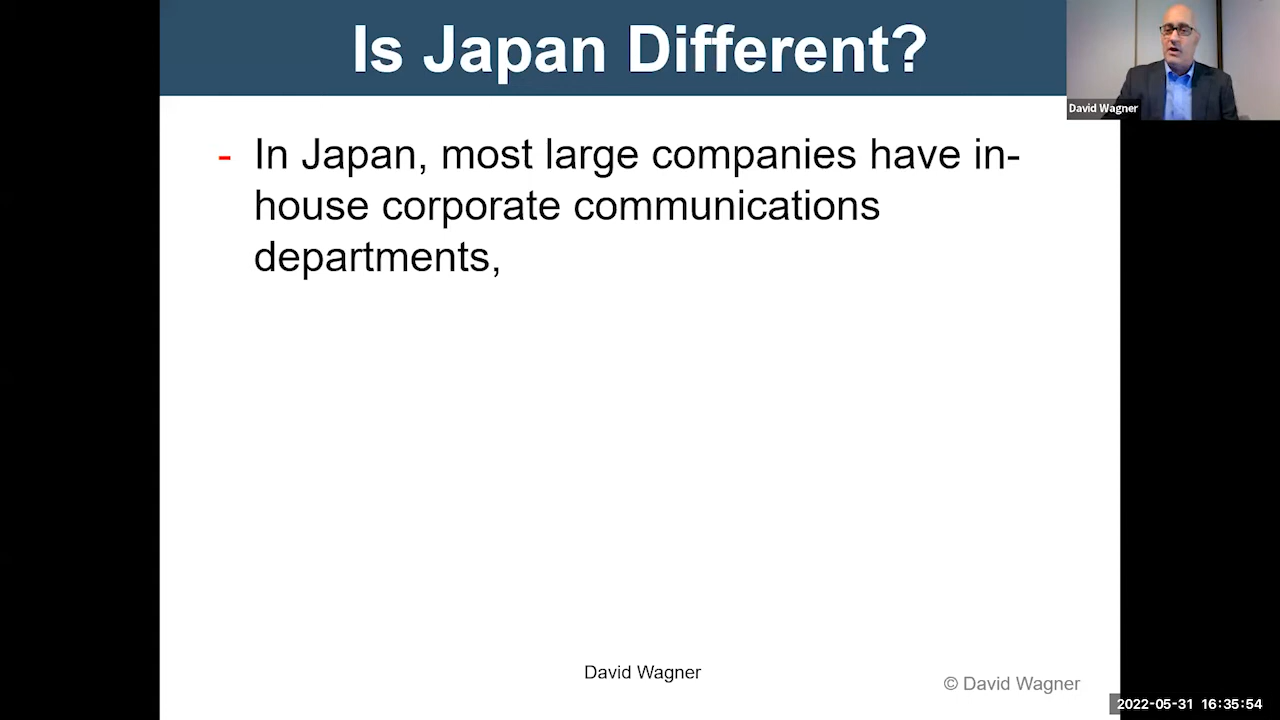 Is Japan Different?
David Wagner
- In Japan, most large companies have in-
house corporate communications
departments,
David Wagner
© David Wagner
2022-05-31 16:35:54